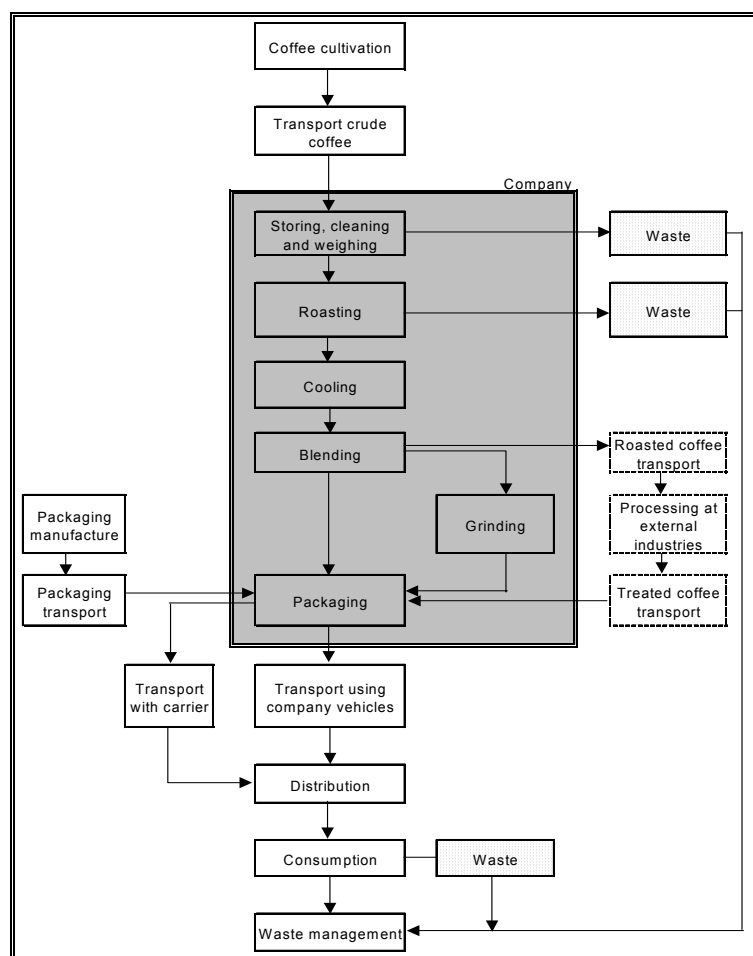 Coffee cultivation
Transport crude
coffee
Company
Storing, cleaning
and weighing
Waste
Roasting
Waste
Cooling
Blending
Roasted coffee
transport
Grinding
Processing at
external
industries
Packaging
manufacture
Packaging
transport
Packaging
Treated coffee
transport
Transport
with carrier
Transport using
company vehicles
Distribution
Consumption
Waste
Waste management